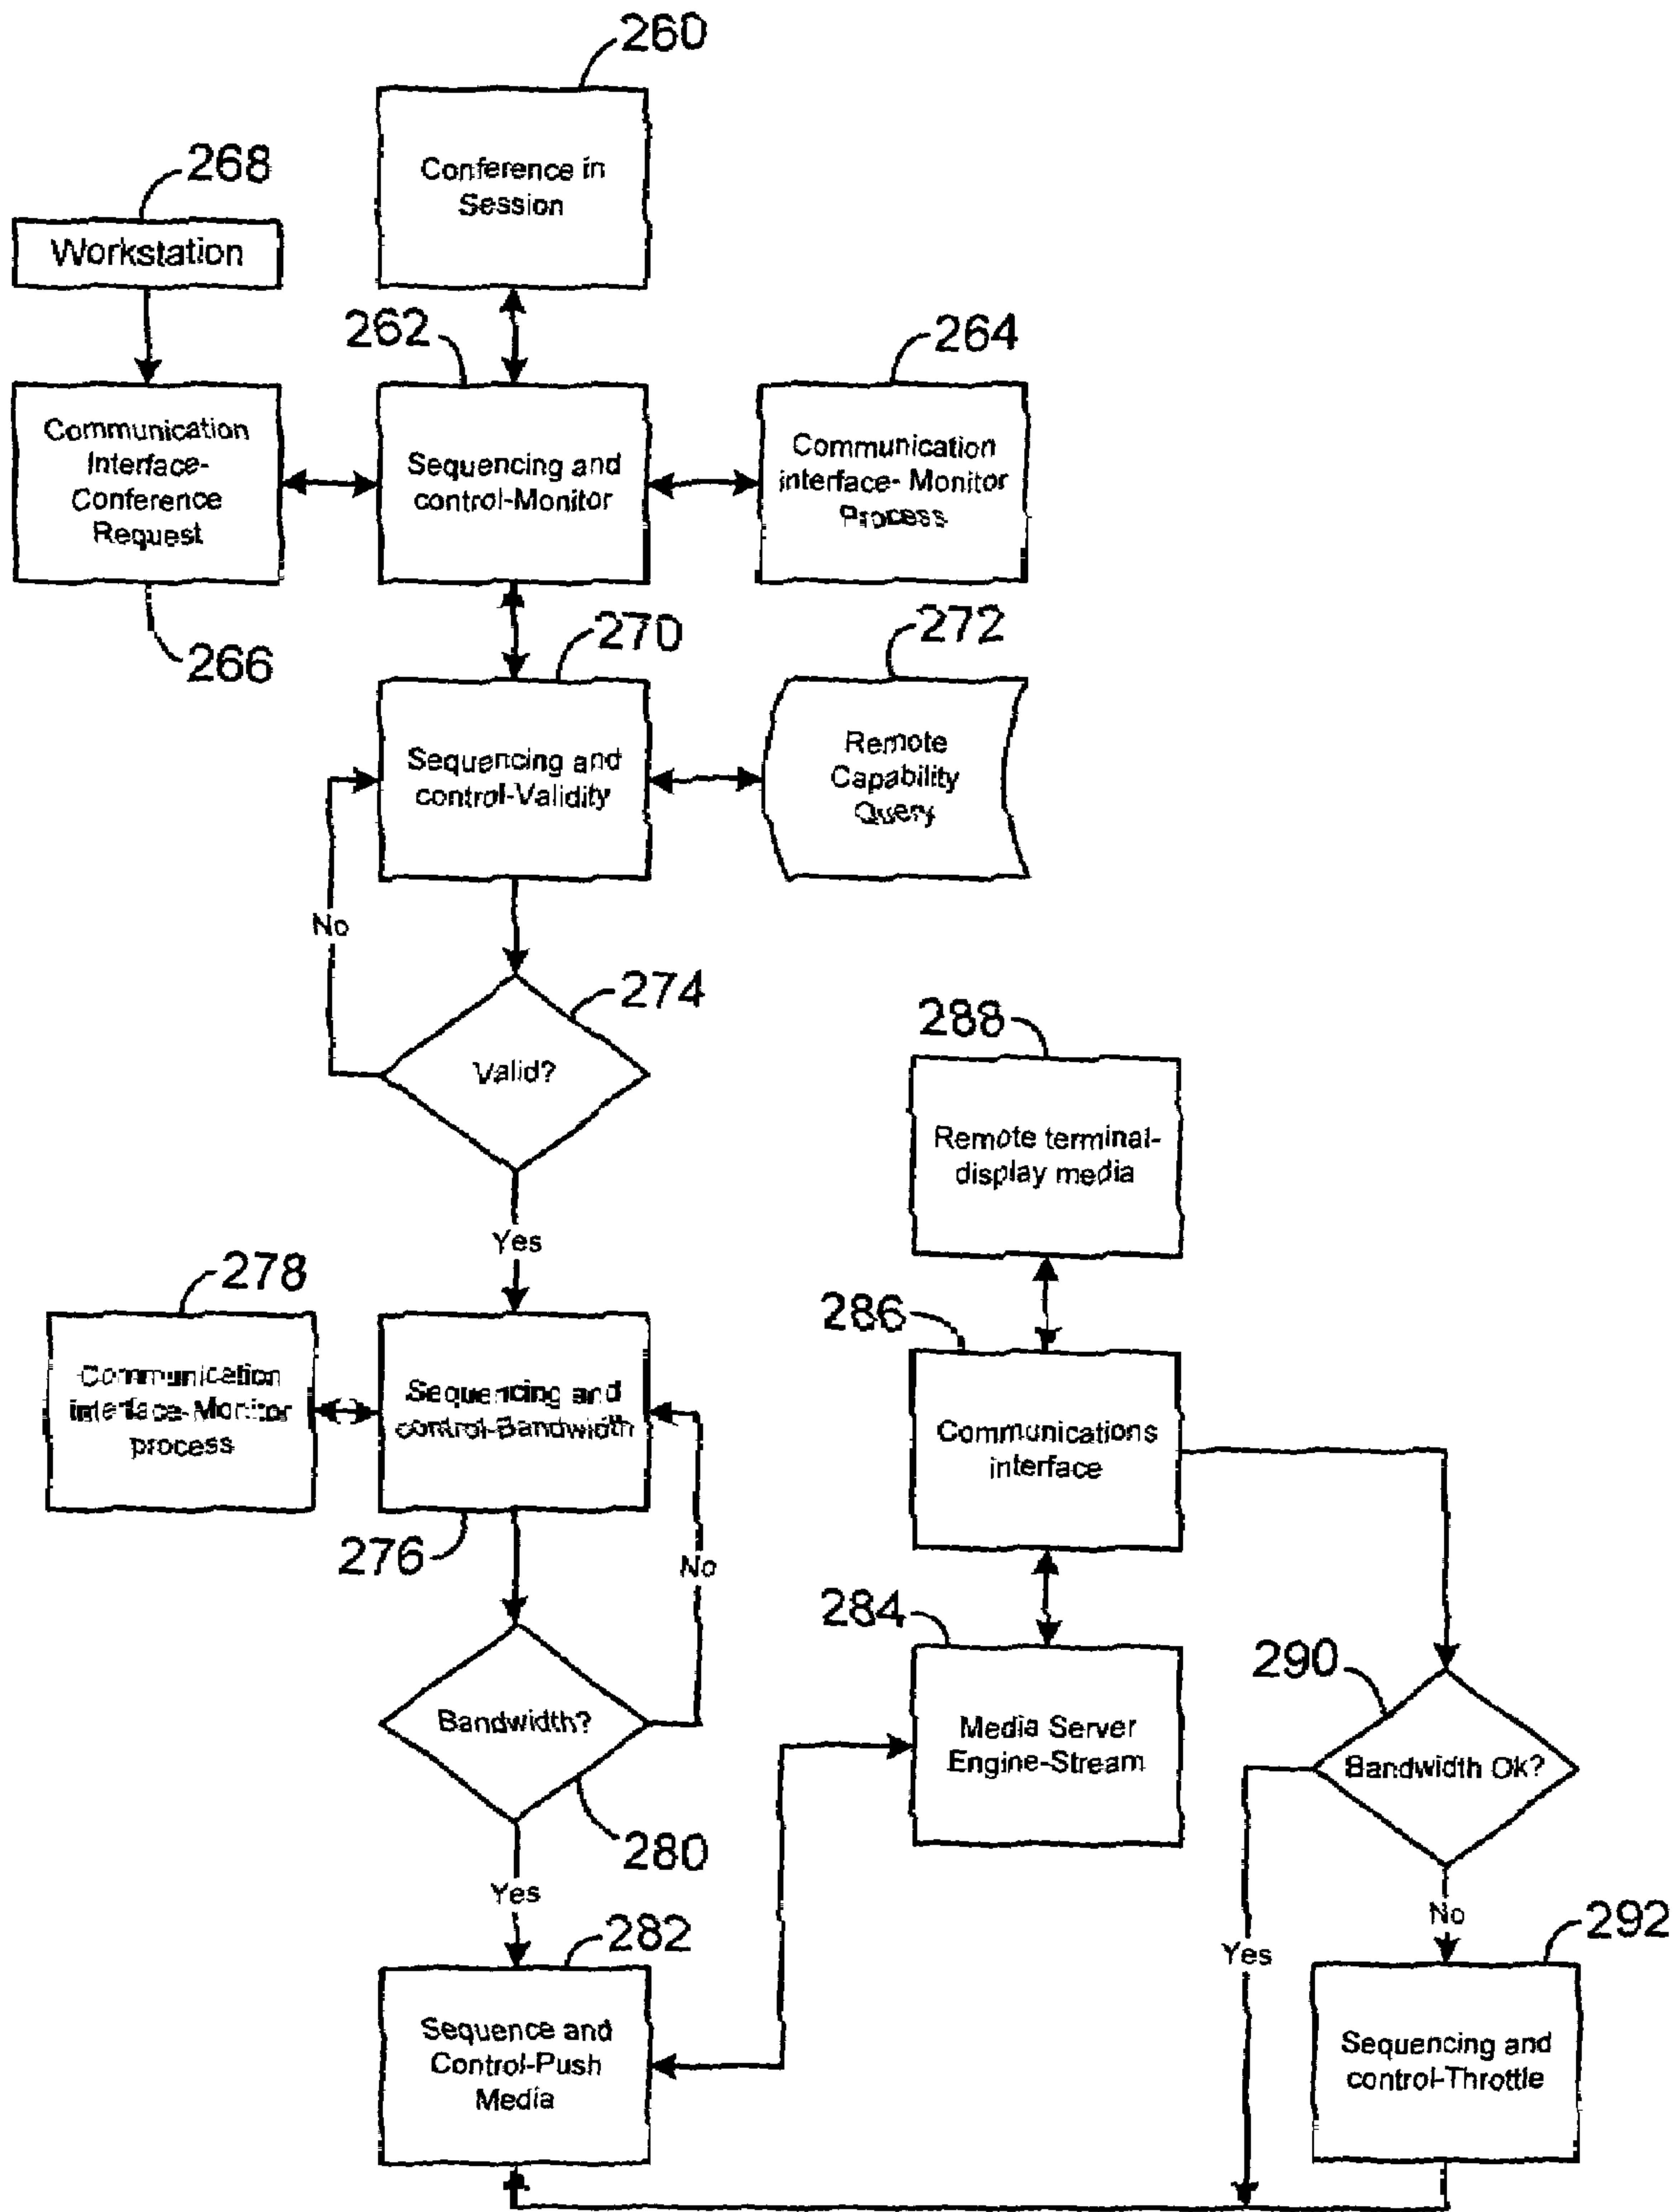 260
Conference in
Session
268
Workstation
262
264
Communication
Interface-
Conference
Request
Sequencing and
control-Monitor
Communication
interface- Monitor
Process
266
270
272
Sequencing and
control-Validity
Remote
Capability
Query
No
274
Valid?
Yes
288
Remote terminal-
display media
278
Communication
interface-Monitor
process
Sequencing and
control-Bandwidth
276
No
286
Communications
interface
284
Media Server
Engine-Stream
Bandwidth?
280
Yes
290
Bandwidth Ok?
Yes
No
282
Sequence and
Control-Push
Media
292
Sequencing and
control-Throttle